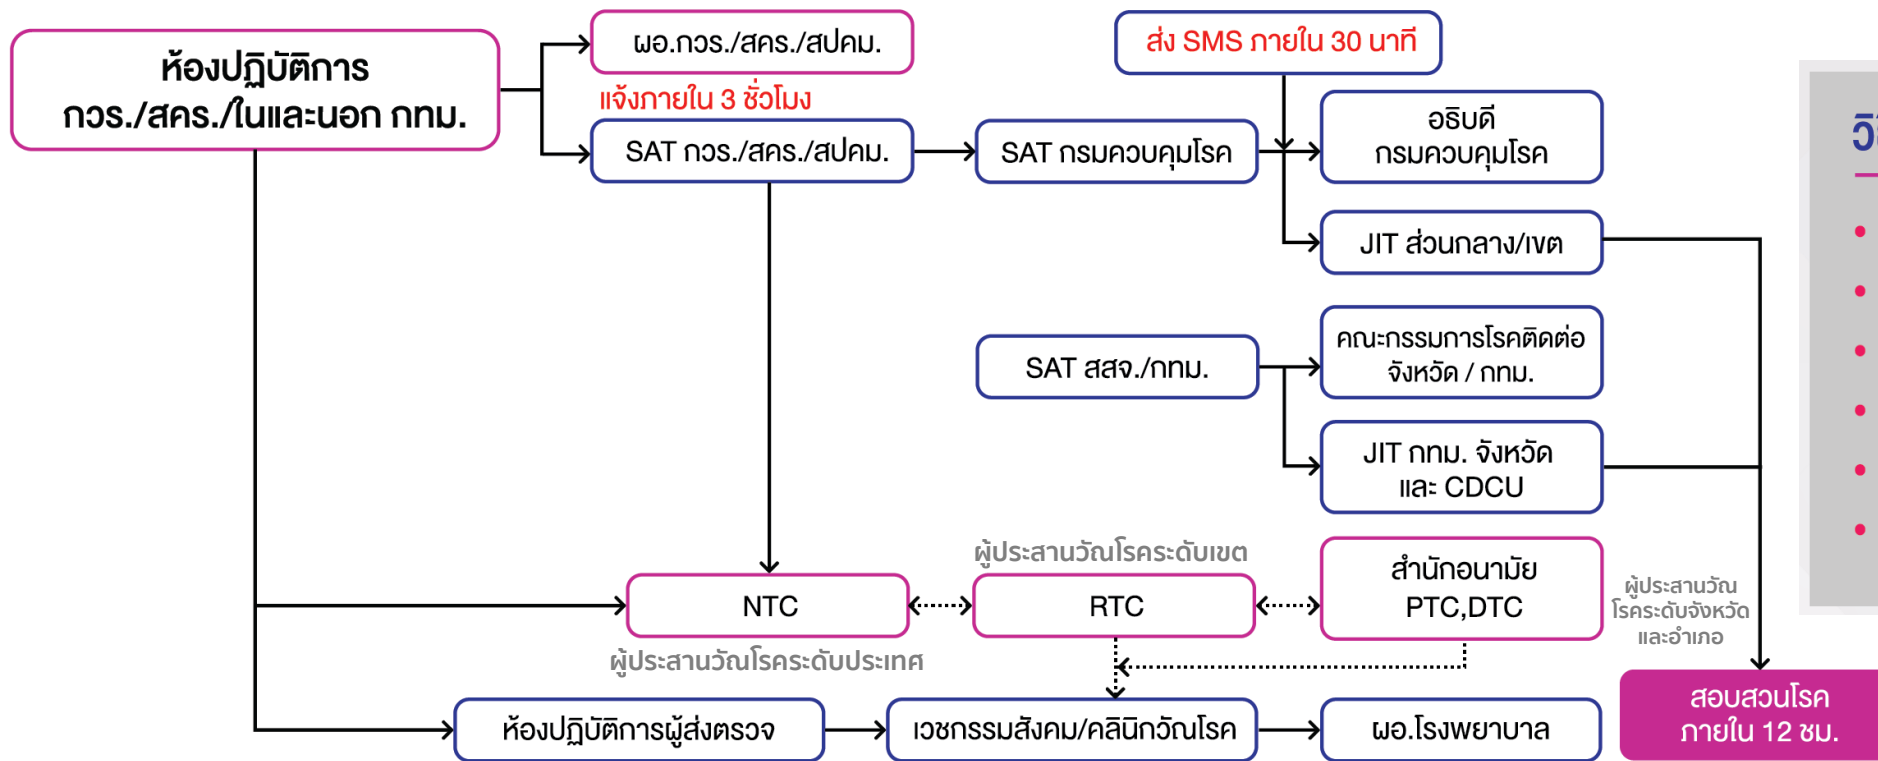 ห้องปฏิบัติการ
กวร./สคร./ในและนอก กทม.
ผอ.กวร./สคร./สปคม.
แจ้งภายใน 3 ชั่วโมง
SAT กวร./สคร./สปคม.
SAT กรมควบคุมโรค
ส่ง SMS ภายใน 30 นาที
อธิบดี
กรมควบคุมโรค
JIT ส่วนกลาง/เขต
SAT สสจ./กทม.
คณะกรรมการโรคติดต่อ
จังหวัด / กทม.
JIT กทม. จังหวัด
และ CDCU
ผู้ประสานวัณโรคระดับเขต
NTC
RTC
สำนักอนามัย
PTC,DTC
ผู้ประสานวัณ
โรคระดับจังหวัด
และอำเภอ
ผู้ประสานวัณโรคระดับประเทศ
ห้องปฏิบัติการผู้ส่งตรวจ
เวชกรรมสังคม/คลินิกวัณโรค
ผอ.โรงพยาบาล
สอบสวนโรค
ภายใน 12 ชม.